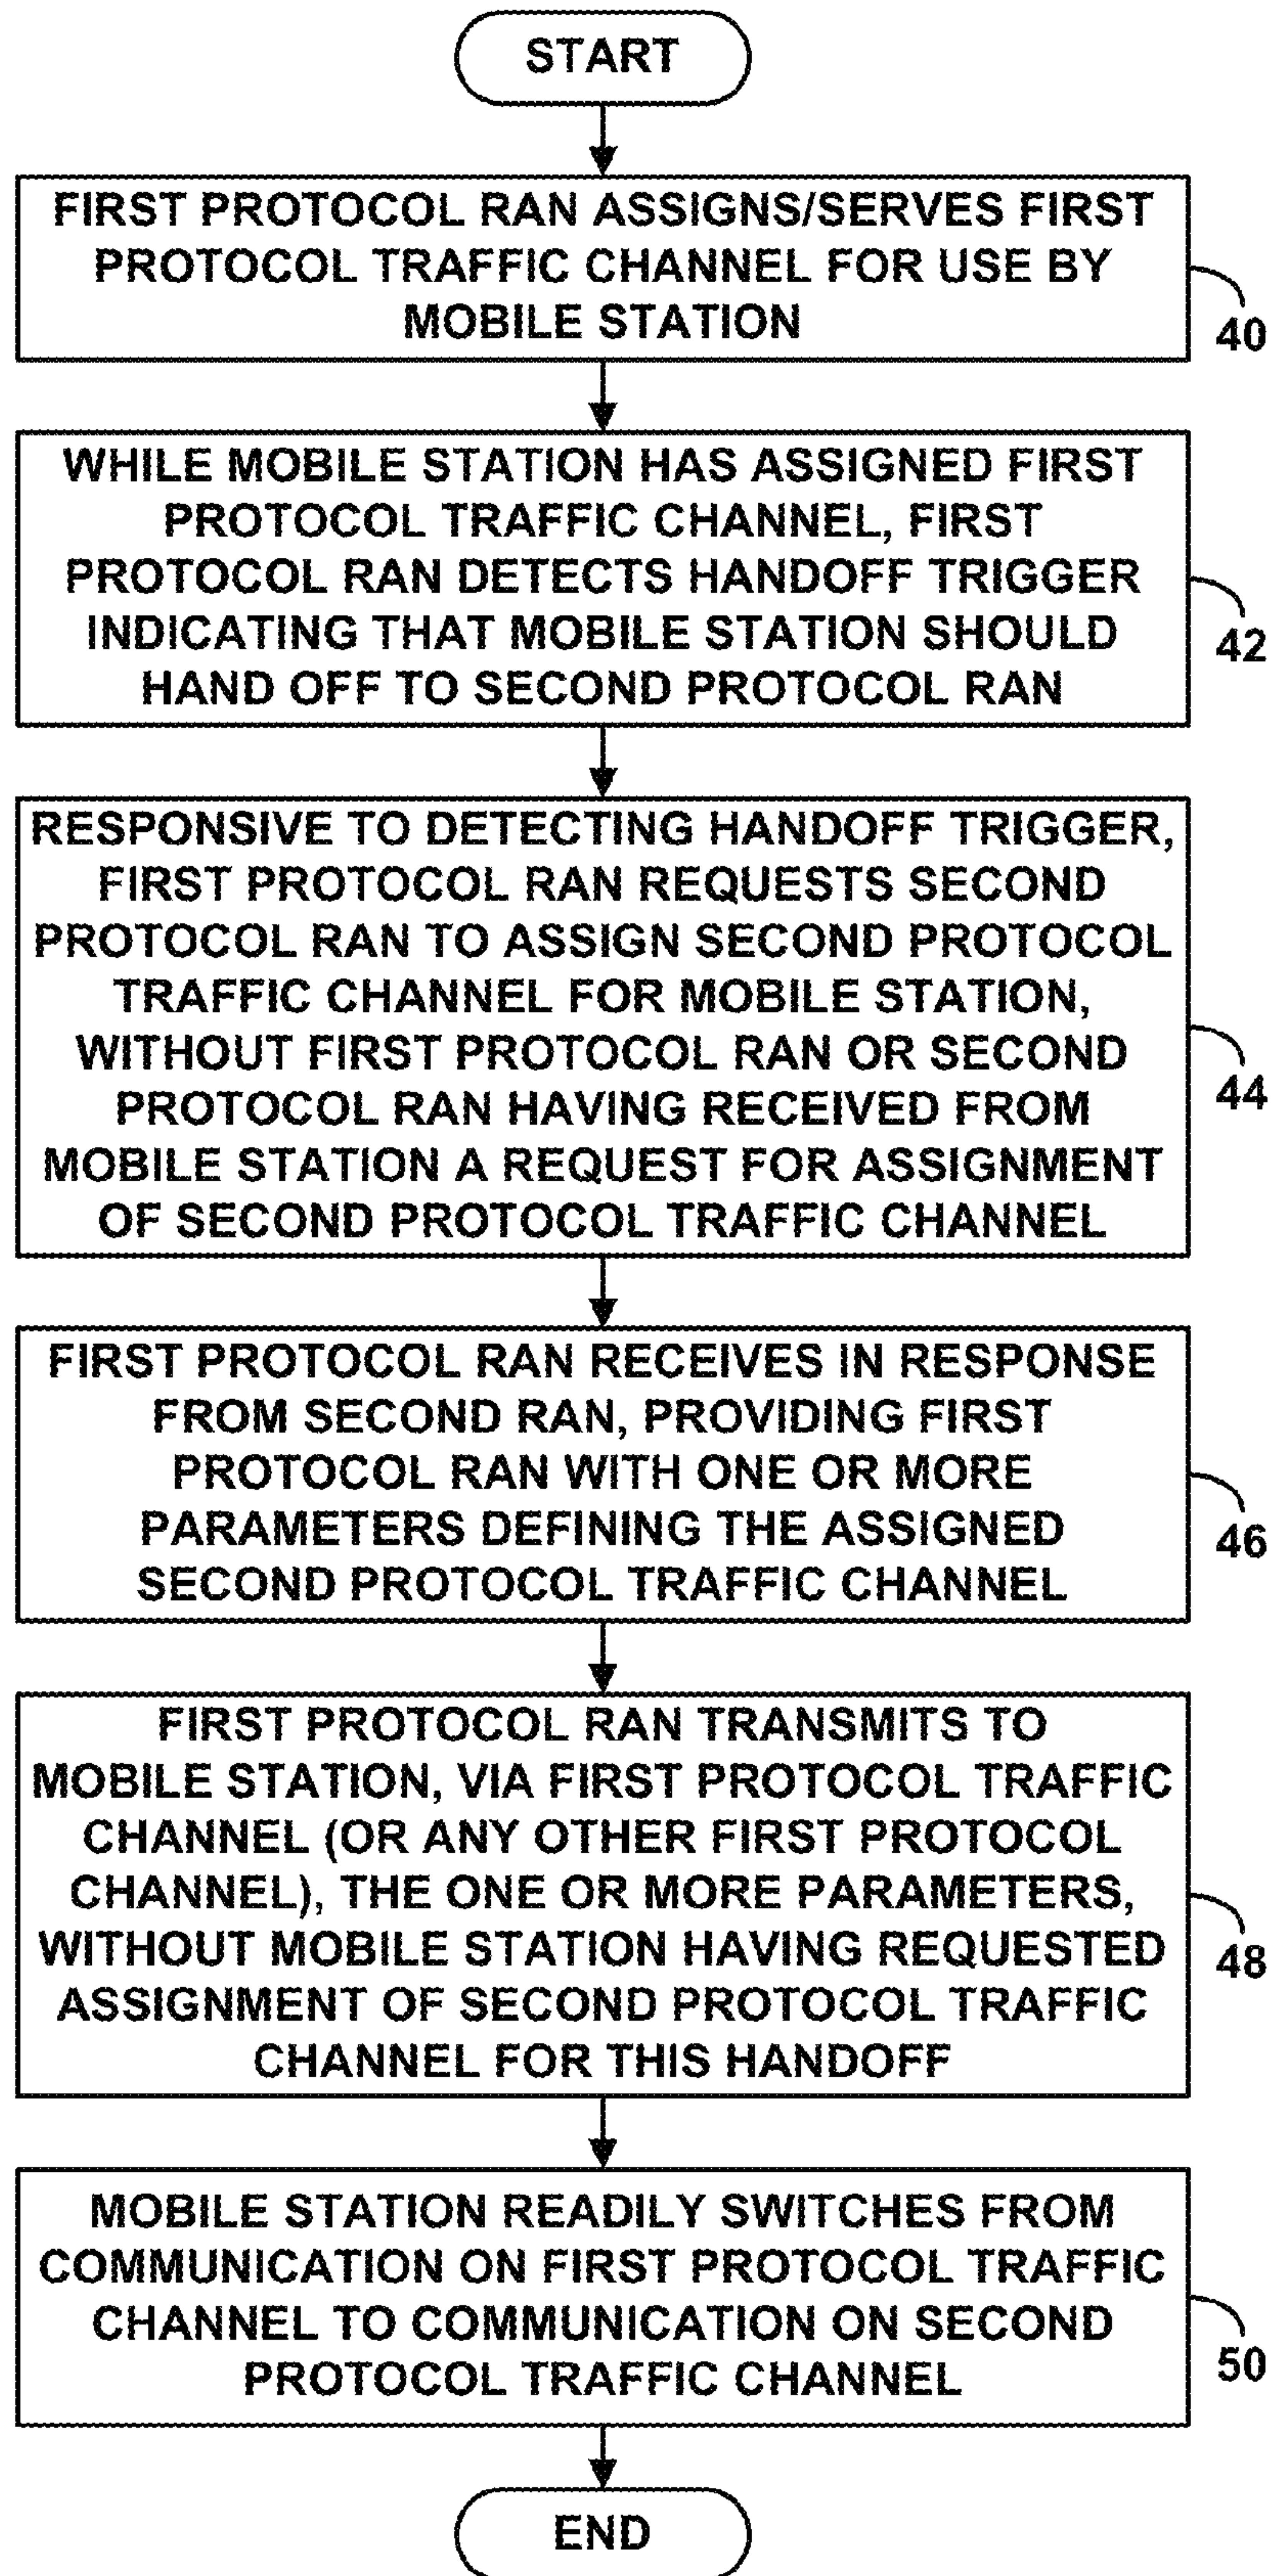 START
FIRST PROTOCOL RAN ASSIGNS/SERVES FIRST
PROTOCOL TRAFFIC CHANNEL FOR USE BY
MOBILE STATION
40
WHILE MOBILE STATION HAS ASSIGNED FIRST
PROTOCOL TRAFFIC CHANNEL, FIRST
PROTOCOL RAN DETECTS HANDOFF TRIGGER
INDICATING THAT MOBILE STATION SHOULD
HAND OFF TO SECOND PROTOCOL RAN
42
RESPONSIVE TO DETECTING HANDOFF TRIGGER,
FIRST PROTOCOL RAN REQUESTS SECOND
PROTOCOL RAN TO ASSIGN SECOND PROTOCOL
TRAFFIC CHANNEL FOR MOBILE STATION,
WITHOUT FIRST PROTOCOL RAN OR SECOND
PROTOCOL RAN HAVING RECEIVED FROM
MOBILE STATION A REQUEST FOR ASSIGNMENT
OF SECOND PROTOCOL TRAFFIC CHANNEL
44
FIRST PROTOCOL RAN RECEIVES IN RESPONSE
FROM SECOND RAN, PROVIDING FIRST
PROTOCOL RAN WITH ONE OR MORE
PARAMETERS DEFINING THE ASSIGNED
SECOND PROTOCOL TRAFFIC CHANNEL
46
FIRST PROTOCOL RAN TRANSMITS TO
MOBILE STATION, VIA FIRST PROTOCOL TRAFFIC
CHANNEL (OR ANY OTHER FIRST PROTOCOL
CHANNEL), THE ONE OR MORE PARAMETERS,
WITHOUT MOBILE STATION HAVING REQUESTED
ASSIGNMENT OF SECOND PROTOCOL TRAFFIC
CHANNEL FOR THIS HANDOFF
48
MOBILE STATION READILY SWITCHES FROM
COMMUNICATION ON FIRST PROTOCOL TRAFFIC
CHANNEL TO COMMUNICATION ON SECOND
PROTOCOL TRAFFIC CHANNEL
50
END